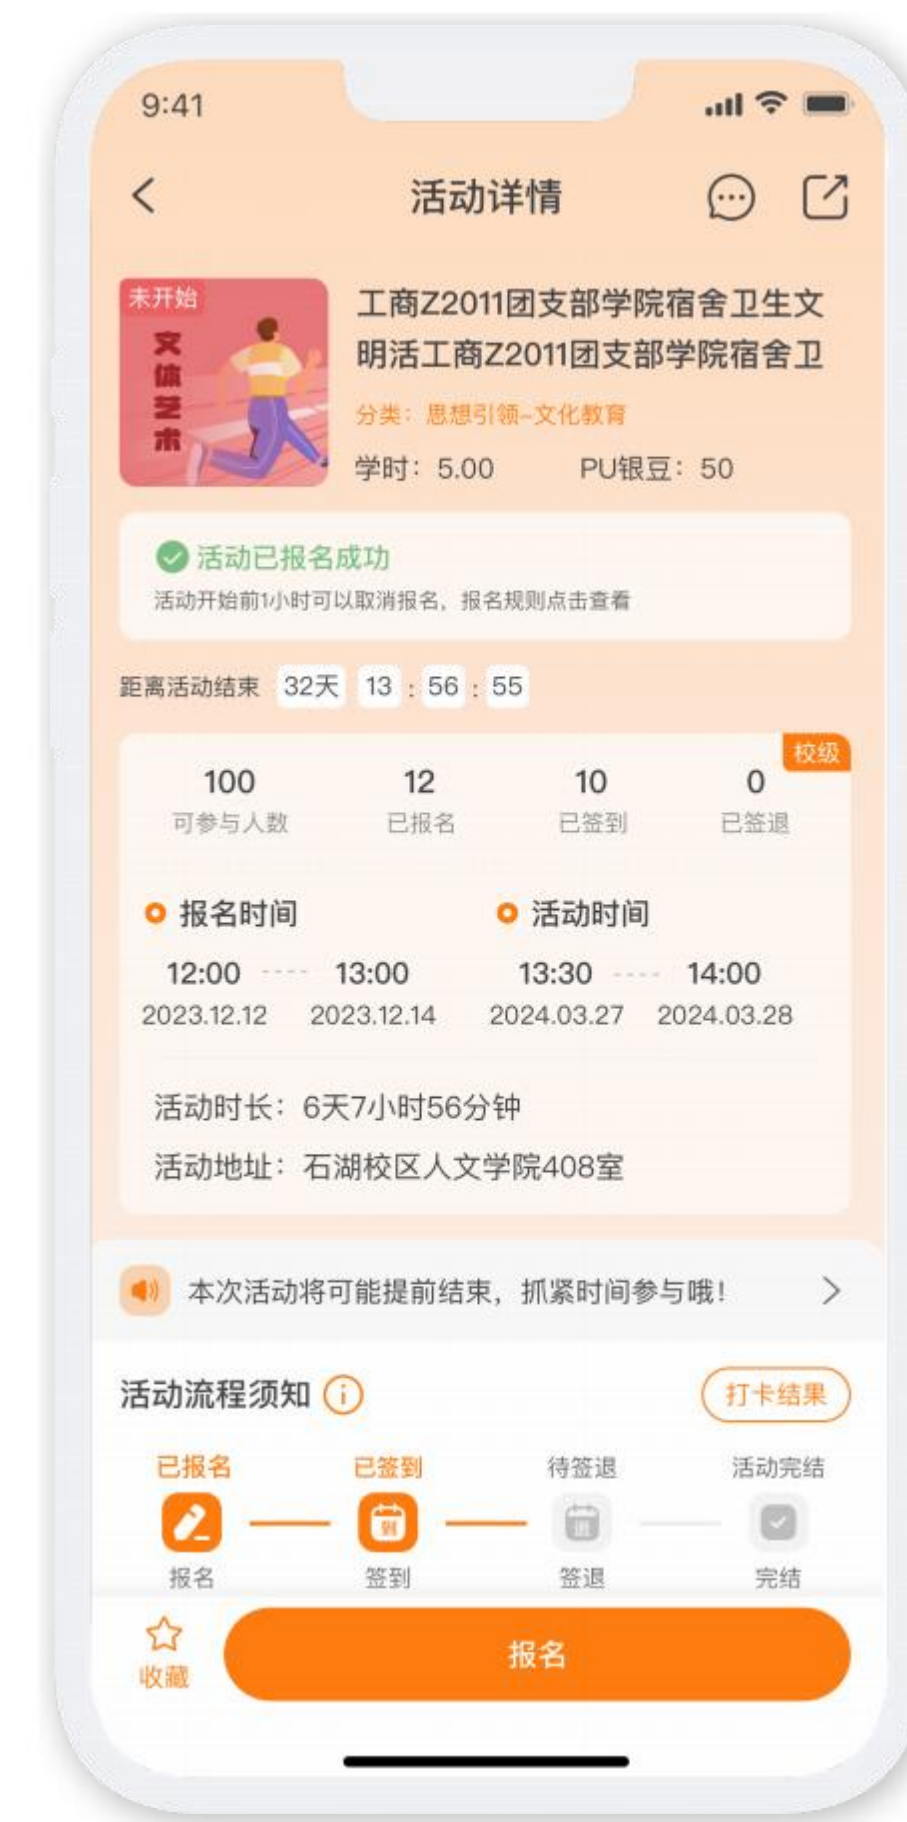 9:41
活动详情
未开始
文体艺术
工商Z2011团支部学院宿舍卫生文
明活工商Z2011团支部学院宿舍卫
分类：思想引领-文化教育
学时：5.00 PU银豆：50
活动已报名成功
活动开始前1小时可以取消报名，报名规则点击查看
距离活动结束 32天 13 : 56 : 55
校级
100 12 10 0
可参与人数 已报名 已签到 已签退
报名时间 活动时间
12:00 ---- 13:00 13:30 ---- 14:00
2023.12.12 2023.12.14 2024.03.27 2024.03.28
活动时长：6天7小时56分钟
活动地址：石湖校区人文学院408室
本次活动将可能提前结束，抓紧时间参与哦！
活动流程须知 打卡结果
已报名 已签到 待签退 活动完结
到 退
报名 签到 签退 完结
收藏
报名